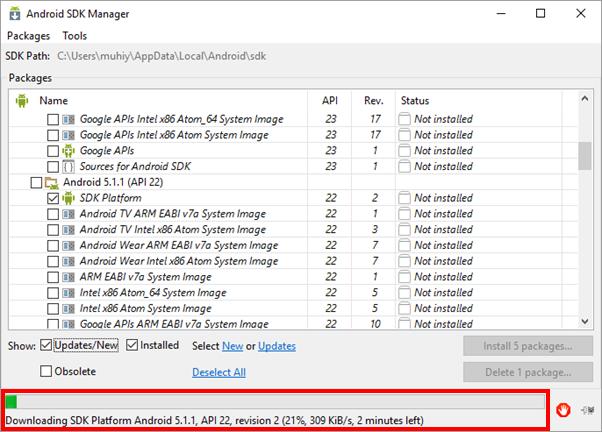 Android SDK Manager
Packages Tools
SDK Path: C:\Users\muhiy\AppData\Local\Android\sdk
Packages
Name API Rev. Status
Google APIs Intel x86 Atom_64 System Image 23 17 Not installed
Google APIs Intel x86 Atom System Image 23 17 Not installed
Google APIs 23 1 Not installed
Sources for Android SDK 23 1 Not installed
Android 5.1.1 (API 22)
SDK Platform 22 2 Not installed
Android TV ARM EABI v7a System Image 22 1 Not installed
Android TV Intel x86 Atom System Image 22 3 Not installed
Android Wear ARM EABI v7a System Image 22 7 Not installed
Android Wear Intel x86 Atom System Image 22 7 Not installed
ARM EABI v7a System Image 22 1 Not installed
Intel x86 Atom_64 System Image 22 5 Not installed
Intel x86 Atom System Image 22 5 Not installed
Google APIs ARM EABI v7a System Image 22 10 Not installed
Show: Updates/New Installed Select New or Updates Install 5 packages...
Obsolete Deselect All Delete 1 package...
Downloading SDK Platform Android 5.1.1, API 22, revision 2 (21%, 309 KiB/s, 2 minutes left)